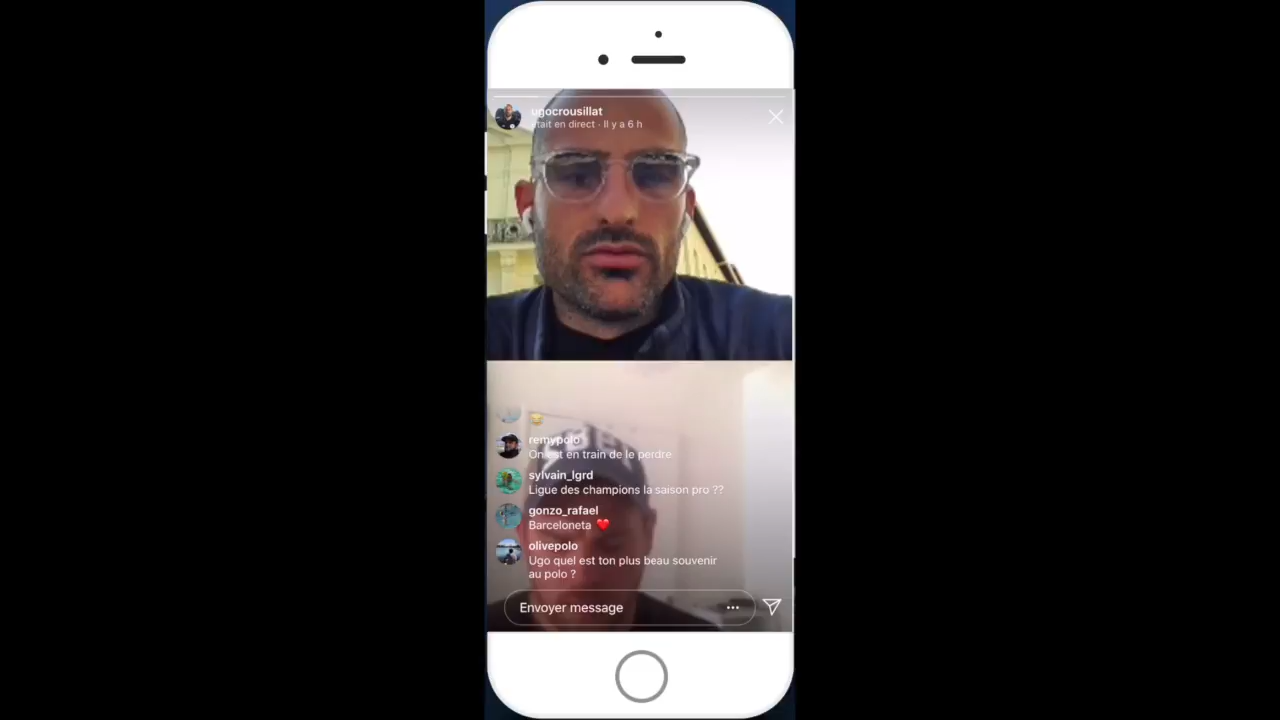 ugocrousillat
était en direct · Il y a 6 h
remypolo
On est en train de le perdre
sylvain_lgrd
Ligue des champions la saison pro ??
gonzo_rafael
Barceloneta ❤️
olivepolo
Ugo quel est ton plus beau souvenir
au polo ?
Envoyer message